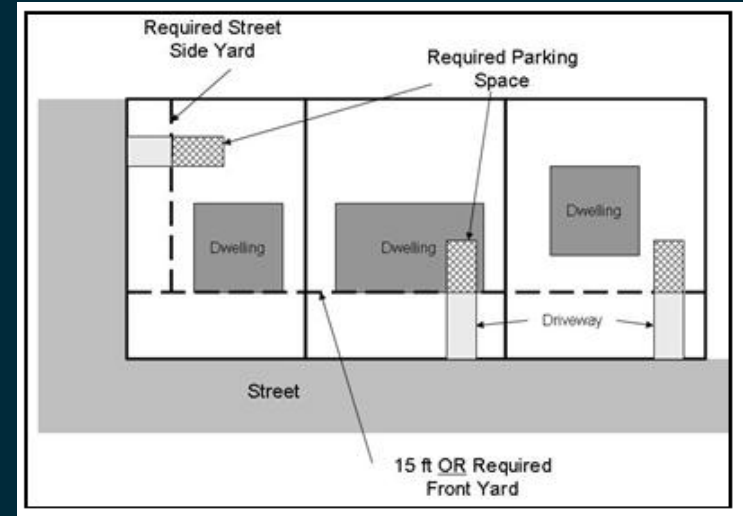 Required Street
Side Yard
Required Parking
Space
Dwelling
Dwelling
Dwelling
Driveway
Street
15 ft OR Required
Front Yard